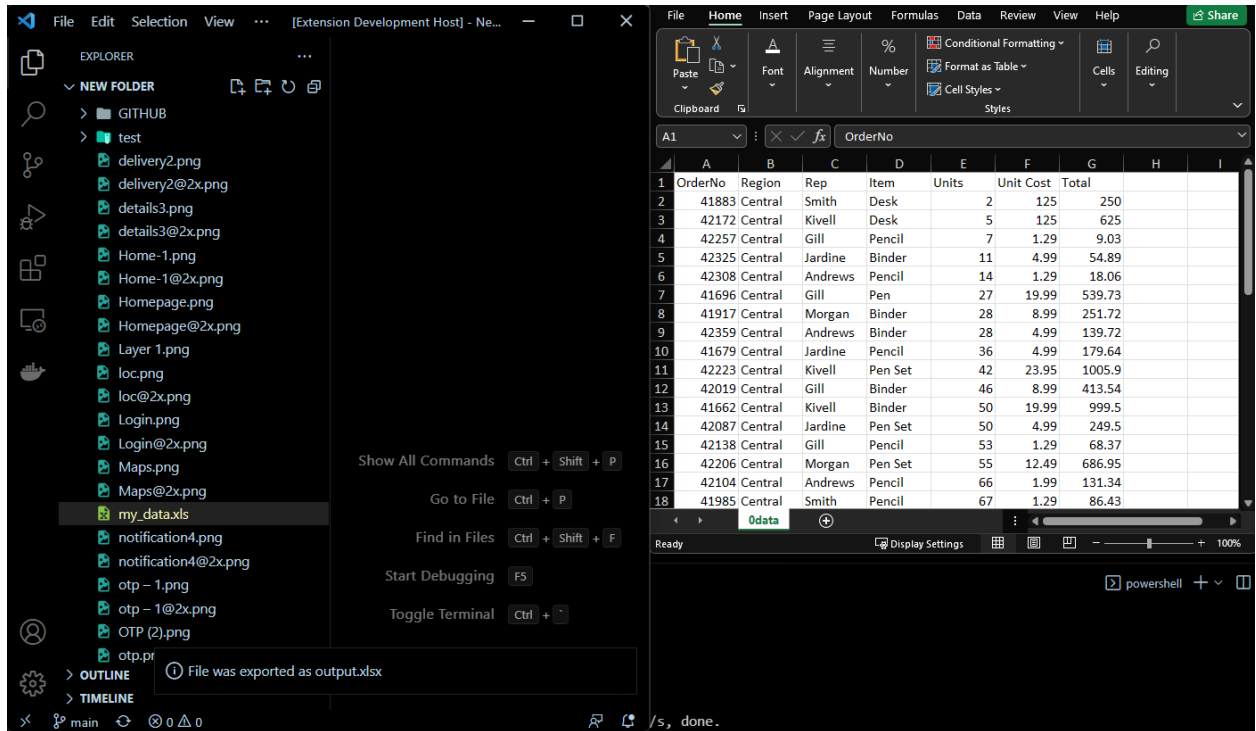 File Edit Selection View ··· [Extension Development Host] - Ne...
EXPLORER ···
NEW FOLDER
GITHUB
test
delivery2.png
delivery2@2x.png
details3.png
details3@2x.png
Home-1.png
Home-1@2x.png
Homepage.png
Homepage@2x.png
Layer 1.png
loc.png
loc@2x.png
Login.png
Login@2x.png
Maps.png
Maps@2x.png
my_data.xls
notification4.png
notification4@2x.png
otp – 1.png
otp – 1@2x.png
OTP (2).png
otp.pr
OUTLINE
TIMELINE
main 0 0
Show All Commands Ctrl + Shift + P
Go to File Ctrl + P
Find in Files Ctrl + Shift + F
Start Debugging F5
Toggle Terminal Ctrl + `
File was exported as output.xlsx
File Home Insert Page Layout Formulas Data Review View Help Share
Paste
Clipboard
Font
Alignment
%
Number
Conditional Formatting
Format as Table
Cell Styles
Styles
Cells
Editing
A1 fx OrderNo
A B C D E F G H I
1 OrderNo Region Rep Item Units Unit Cost Total
2 41883 Central Smith Desk 2 125 250
3 42172 Central Kivell Desk 5 125 625
4 42257 Central Gill Pencil 7 1.29 9.03
5 42325 Central Jardine Binder 11 4.99 54.89
6 42308 Central Andrews Pencil 14 1.29 18.06
7 41696 Central Gill Pen 27 19.99 539.73
8 41917 Central Morgan Binder 28 8.99 251.72
9 42359 Central Andrews Binder 28 4.99 139.72
10 41679 Central Jardine Pencil 36 4.99 179.64
11 42223 Central Kivell Pen Set 42 23.95 1005.9
12 42019 Central Gill Binder 46 8.99 413.54
13 41662 Central Kivell Binder 50 19.99 999.5
14 42087 Central Jardine Pen Set 50 4.99 249.5
15 42138 Central Gill Pencil 53 1.29 68.37
16 42206 Central Morgan Pen Set 55 12.49 686.95
17 42104 Central Andrews Pencil 66 1.99 131.34
18 41985 Central Smith Pencil 67 1.29 86.43
0data
Ready Display Settings 100%
powershell
/s, done.